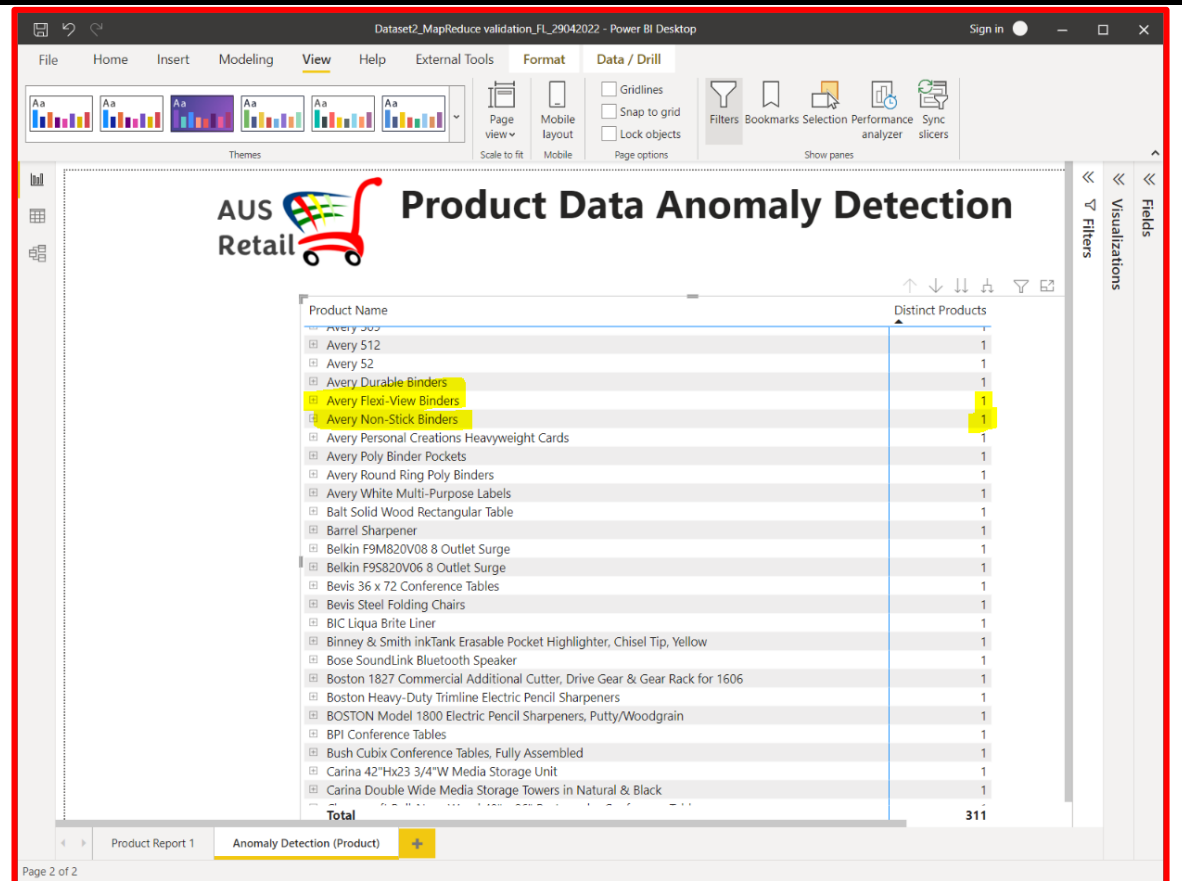 Dataset2_MapReduce validation_FL_29042022 - Power BI Desktop
Sign in
File Home Insert Modeling View Help External Tools Format Data / Drill
Aa Aa Aa Aa Aa Aa
Page view
Mobile layout
Gridlines
Snap to grid
Lock objects
Filters Bookmarks Selection Performance analyzer Sync slicers
Themes Scale to fit Mobile Page options Show panes
AUS Retail
Product Data Anomaly Detection
Filters
Visualizations
Fields
Product Name Distinct Products
Avery 512 1
Avery 52 1
Avery Durable Binders 1
Avery Flexi-View Binders 1
Avery Non-Stick Binders 1
Avery Personal Creations Heavyweight Cards 1
Avery Poly Binder Pockets 1
Avery Round Ring Poly Binders 1
Avery White Multi-Purpose Labels 1
Balt Solid Wood Rectangular Table 1
Barrel Sharpener 1
Belkin F9M820V08 8 Outlet Surge 1
Belkin F9S820V06 8 Outlet Surge 1
Bevis 36 x 72 Conference Tables 1
Bevis Steel Folding Chairs 1
BIC Liqua Brite Liner 1
Binney & Smith inkTank Erasable Pocket Highlighter, Chisel Tip, Yellow 1
Bose SoundLink Bluetooth Speaker 1
Boston 1827 Commercial Additional Cutter, Drive Gear & Gear Rack for 1606 1
Boston Heavy-Duty Trimline Electric Pencil Sharpeners 1
BOSTON Model 1800 Electric Pencil Sharpeners, Putty/Woodgrain 1
BPI Conference Tables 1
Bush Cubix Conference Tables, Fully Assembled 1
Carina 42"Hx23 3/4"W Media Storage Unit 1
Carina Double Wide Media Storage Towers in Natural & Black 1
Total 311
Product Report 1 Anomaly Detection (Product) +
Page 2 of 2